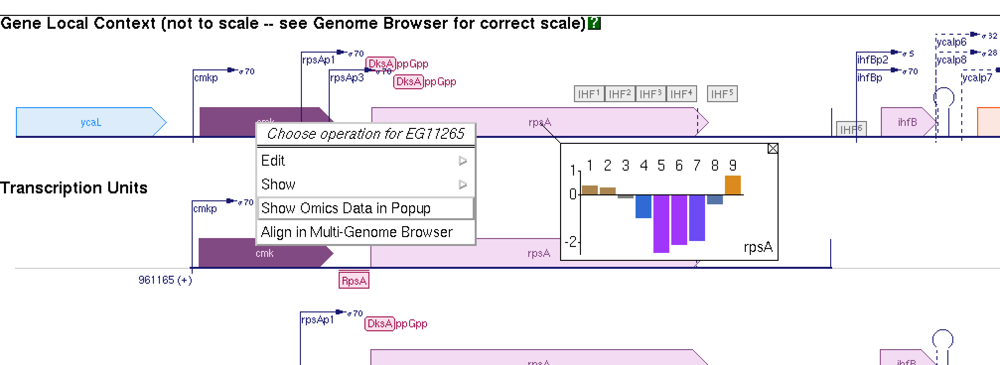 Gene Local Context (not to scale -- see Genome Browser for correct scale)?
ycalp6 σ32
rpsAp1 σ70 DksA ppGpp ihfBp2 σ5 ycalp8 σ28
cmkp σ70 rpsAp3 σ70 DksA ppGpp ihfBp σ70 ycalp7
IHF1 IHF2 IHF3 IHF4 IHF5
ycaL cmk rpsA IHF6 ihfB
Choose operation for EG11265
Edit
Show
Show Omics Data in Popup
Align in Multi-Genome Browser
1 2 3 4 5 6 7 8 9
1
0
-2
rpsA
Transcription Units
cmkp σ70
cmk rpsA
961165 (+) RpsA
rpsAp1 σ70 DksA ppGpp
rpsA ihfB